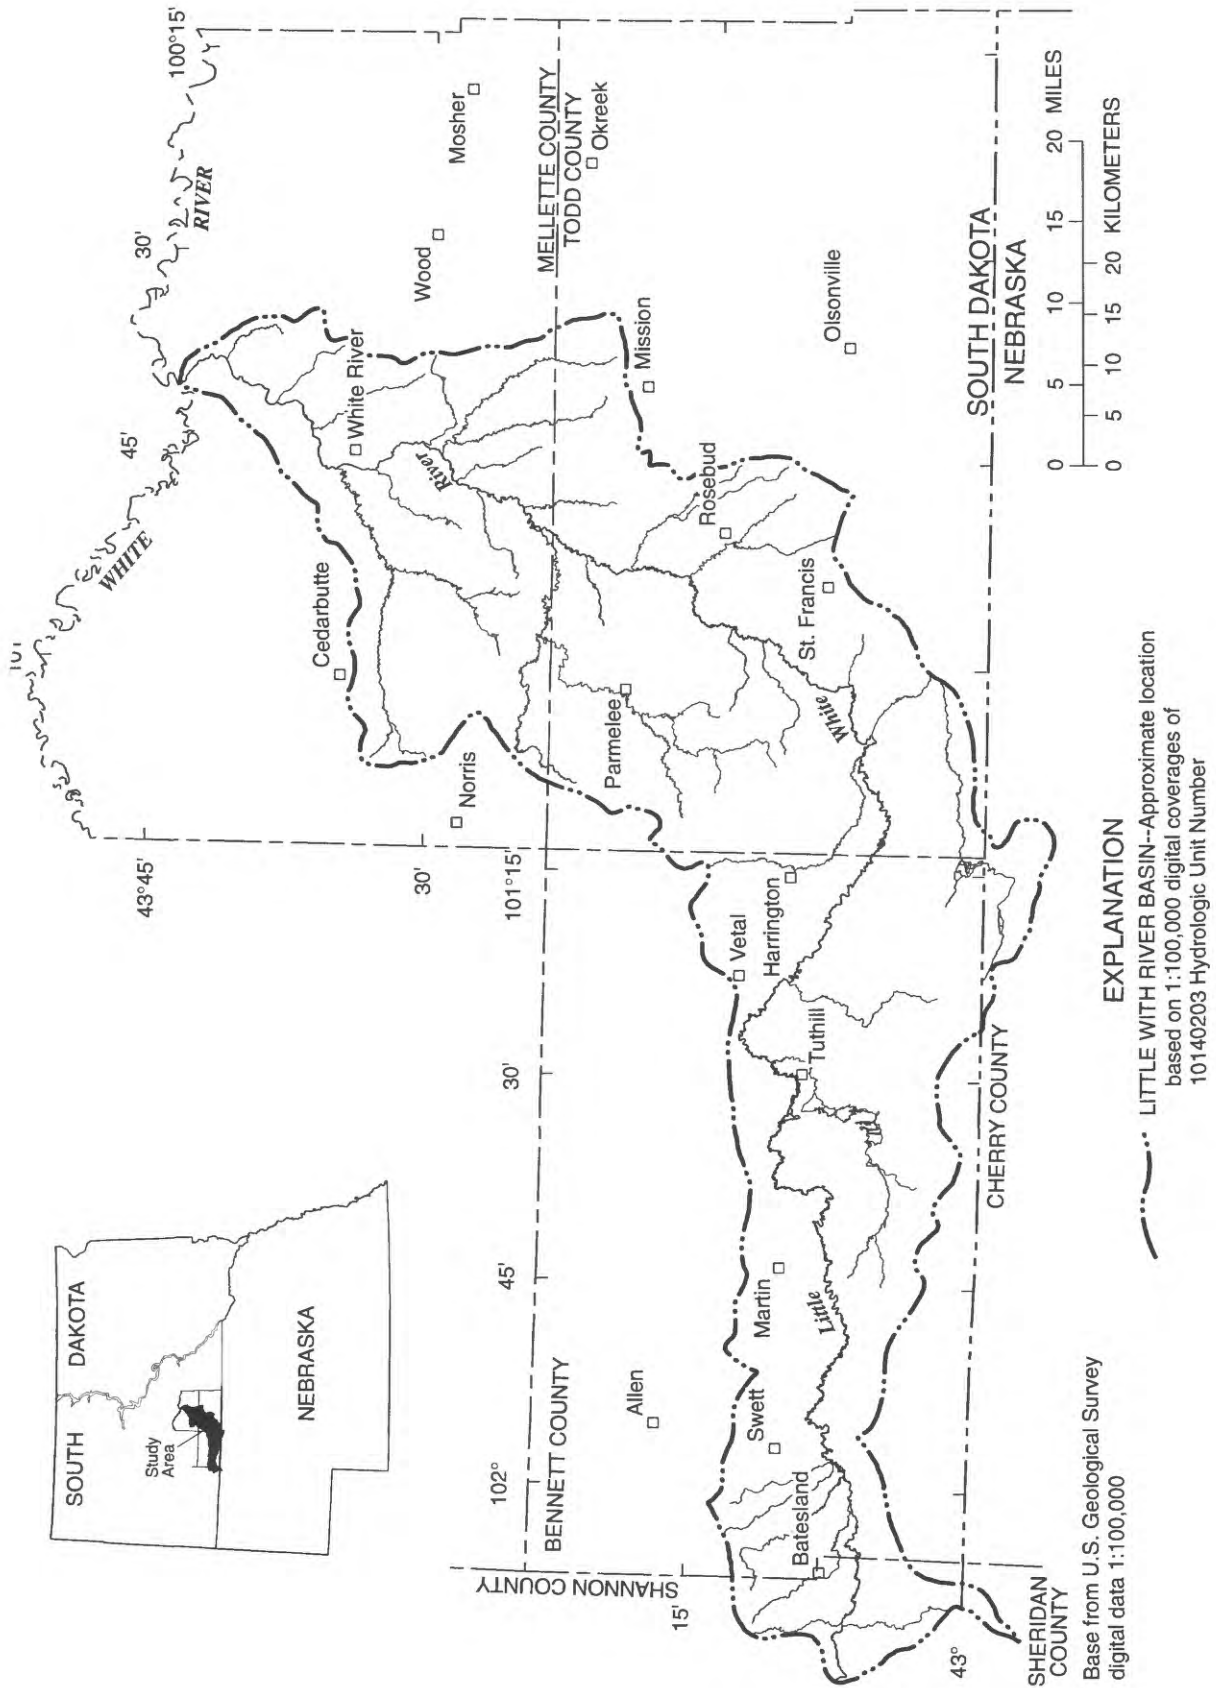 SOUTH DAKOTA
Study
Area
NEBRASKA
WHITE
RIVER
101°
45'
30'
100°15'
43°45'
30'
101°15'
30'
45'
102°
15'
43°
Cedarbutte
White River
Wood
Mosher
Norris
River
MELLETTE COUNTY
TODD COUNTY
Okreek
Parmelee
Mission
Rosebud
St. Francis
Olsonville
White
BENNETT COUNTY
SHANNON COUNTY
Allen
Vetal
Harrington
Tuthill
Martin
Swett
Batesland
Little
CHERRY COUNTY
SOUTH DAKOTA
NEBRASKA
SHERIDAN
COUNTY
0 5 10 15 20 MILES
0 5 10 15 20 KILOMETERS
Base from U.S. Geological Survey
digital data 1:100,000
EXPLANATION
LITTLE WITH RIVER BASIN--Approximate location
based on 1:100,000 digital coverages of
10140203 Hydrologic Unit Number